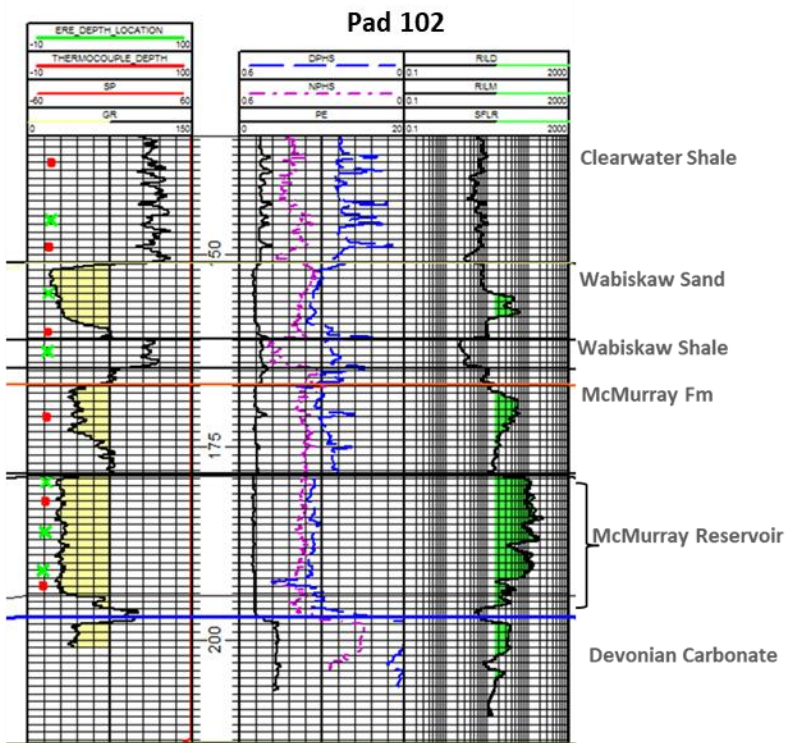 Pad 102
ERE_DEPTH_LOCATION
-10 100
THERMOCOUPLE_DEPTH
-10 100
SP
-60 60
GR
0 150
DPHS
0.6 0
NPHS
0.6 0
PE
0 20
RILD
0.1 2000
RILM
0.1 2000
SFLR
0.1 2000
Clearwater Shale
50
Wabiskaw Sand
Wabiskaw Shale
McMurray Fm
175
McMurray Reservoir
200
Devonian Carbonate